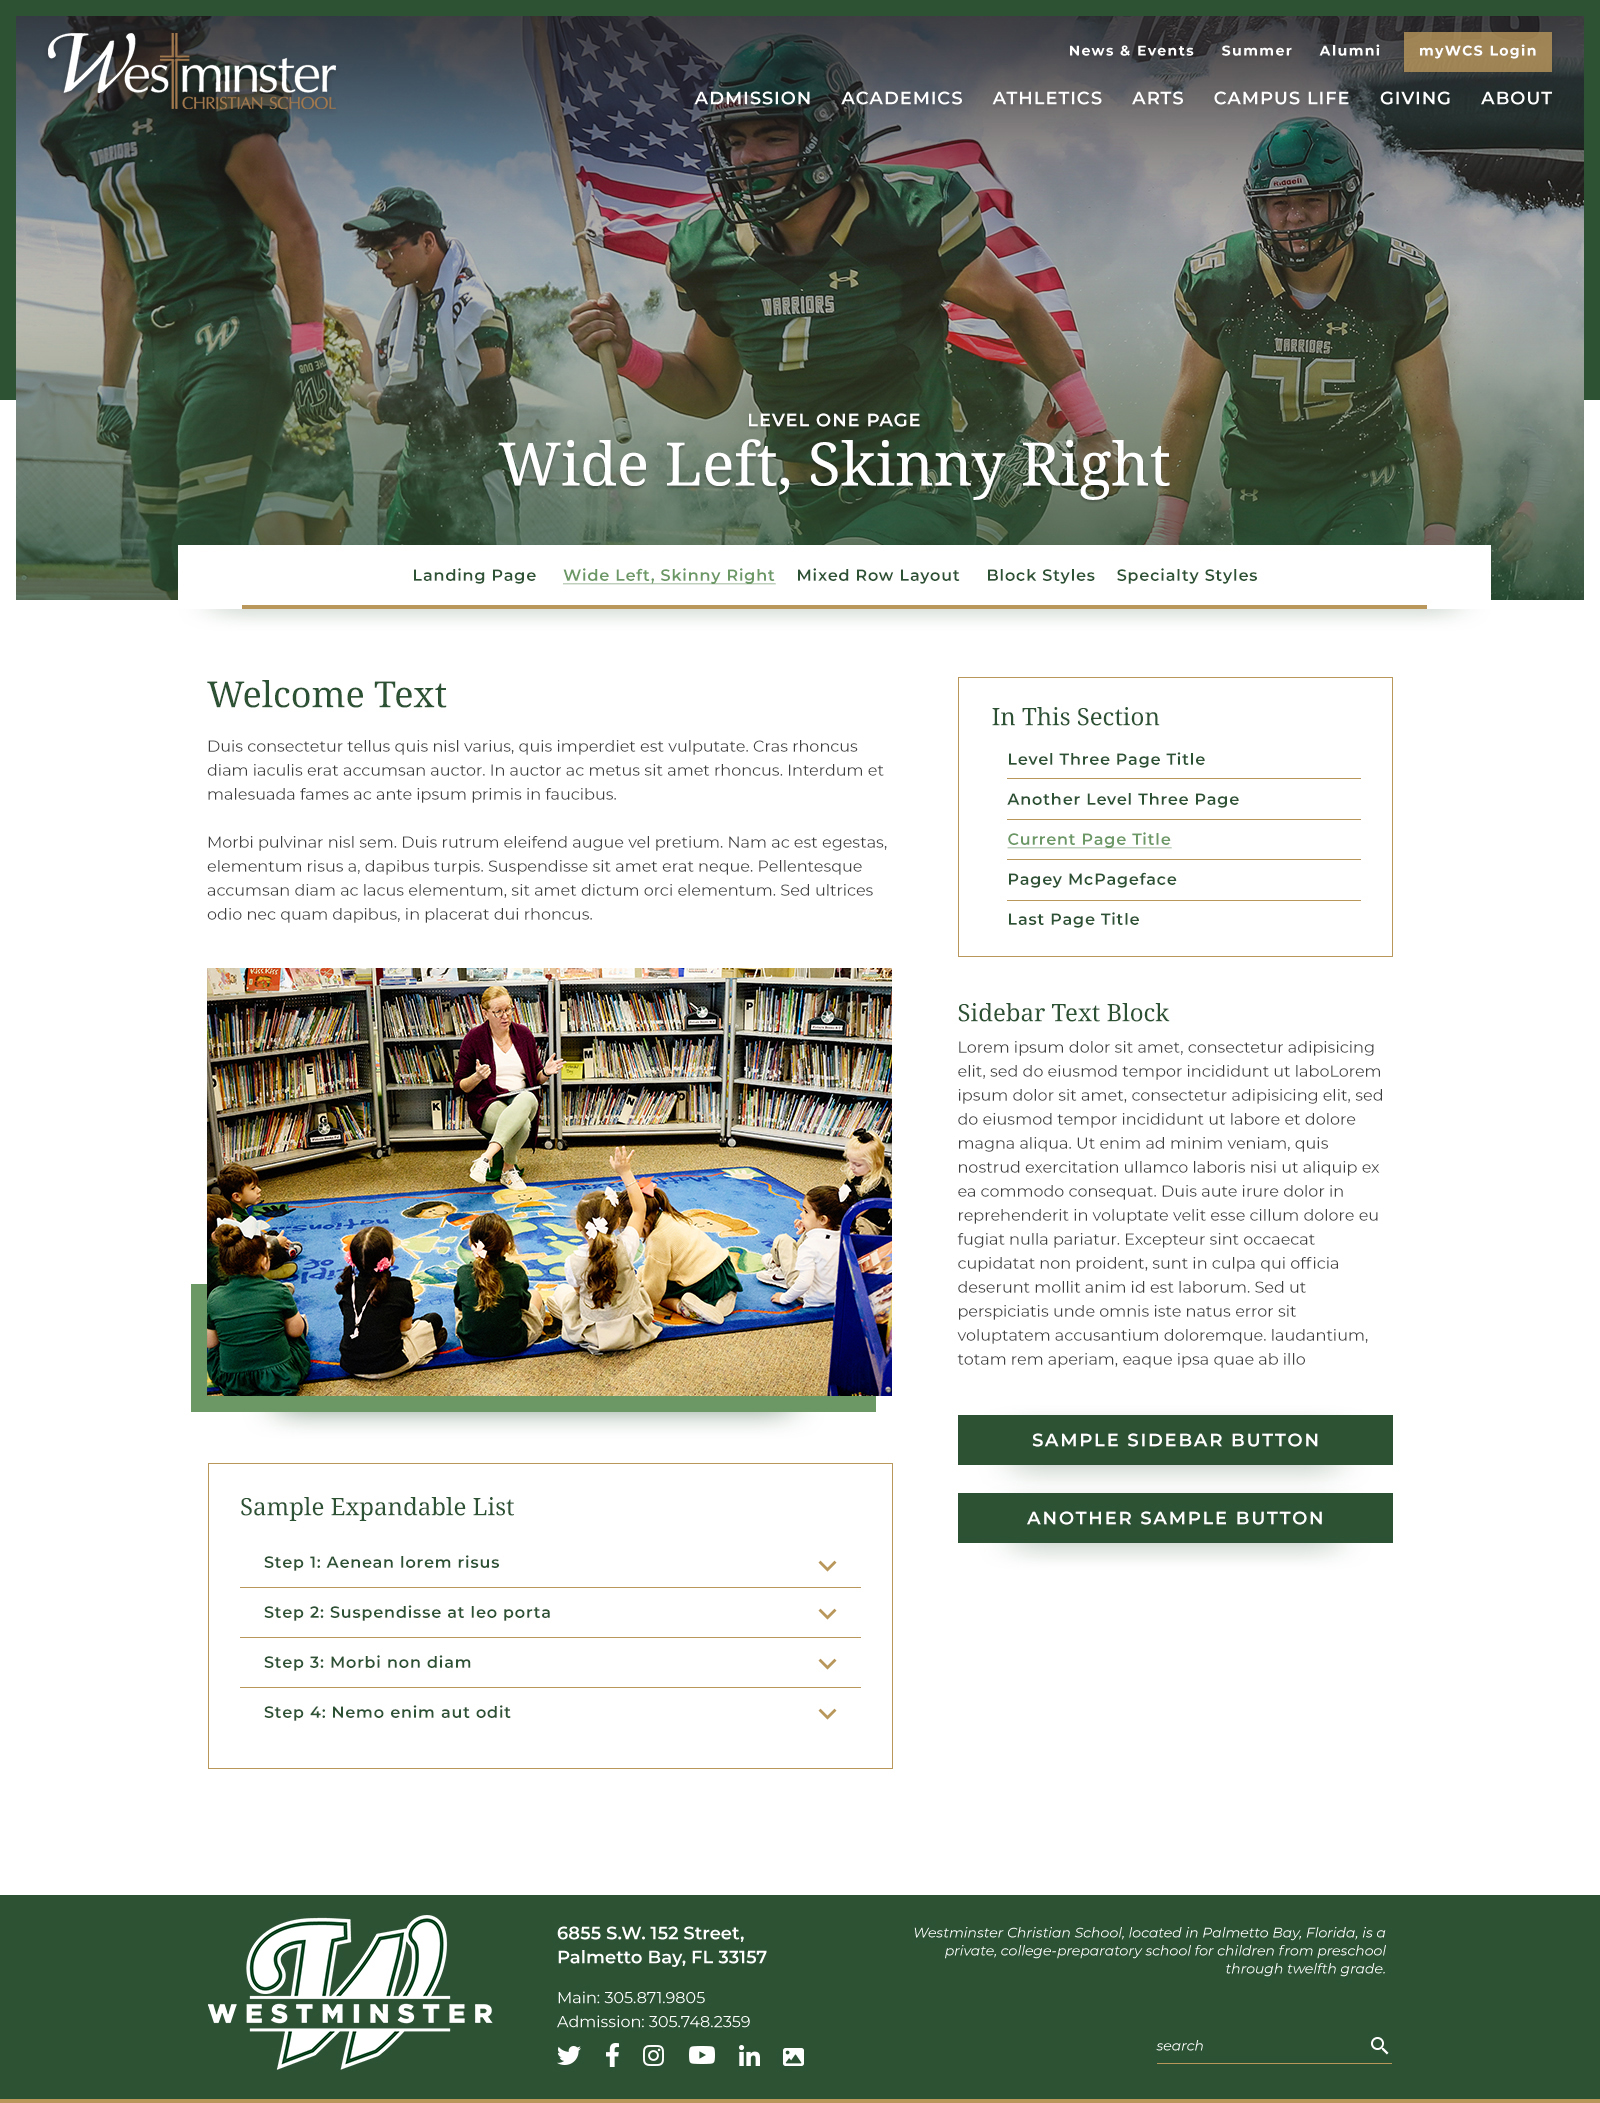 Westminster
CHRISTIAN SCHOOL
News & Events Summer Alumni myWCS Login
ADMISSION ACADEMICS ATHLETICS ARTS CAMPUS LIFE GIVING ABOUT
WARRIORS
11
Riddell
WARRIORS
1
WARRIORS
75
75
75
LEVEL ONE PAGE
Wide Left, Skinny Right
Landing Page Wide Left, Skinny Right Mixed Row Layout Block Styles Specialty Styles
Welcome Text
Duis consectetur tellus quis nisl varius, quis imperdiet est vulputate. Cras rhoncus
diam iaculis erat accumsan auctor. In auctor ac metus sit amet rhoncus. Interdum et
malesuada fames ac ante ipsum primis in faucibus.
Morbi pulvinar nisl sem. Duis rutrum eleifend augue vel pretium. Nam ac est egestas,
elementum risus a, dapibus turpis. Suspendisse sit amet erat neque. Pellentesque
accumsan diam ac lacus elementum, sit amet dictum orci elementum. Sed ultrices
odio nec quam dapibus, in placerat dui rhoncus.
Sample Expandable List
Step 1: Aenean lorem risus
Step 2: Suspendisse at leo porta
Step 3: Morbi non diam
Step 4: Nemo enim aut odit
In This Section
Level Three Page Title
Another Level Three Page
Current Page Title
Pagey McPageface
Last Page Title
Sidebar Text Block
Lorem ipsum dolor sit amet, consectetur adipisicing
elit, sed do eiusmod tempor incididunt ut laboLorem
ipsum dolor sit amet, consectetur adipisicing elit, sed
do eiusmod tempor incididunt ut labore et dolore
magna aliqua. Ut enim ad minim veniam, quis
nostrud exercitation ullamco laboris nisi ut aliquip ex
ea commodo consequat. Duis aute irure dolor in
reprehenderit in voluptate velit esse cillum dolore eu
fugiat nulla pariatur. Excepteur sint occaecat
cupidatat non proident, sunt in culpa qui officia
deserunt mollit anim id est laborum. Sed ut
perspiciatis unde omnis iste natus error sit
voluptatem accusantium doloremque. laudantium,
totam rem aperiam, eaque ipsa quae ab illo
SAMPLE SIDEBAR BUTTON
ANOTHER SAMPLE BUTTON
W
WESTMINSTER
6855 S.W. 152 Street,
Palmetto Bay, FL 33157
Main: 305.871.9805
Admission: 305.748.2359
Westminster Christian School, located in Palmetto Bay, Florida, is a
private, college-preparatory school for children from preschool
through twelfth grade.
search